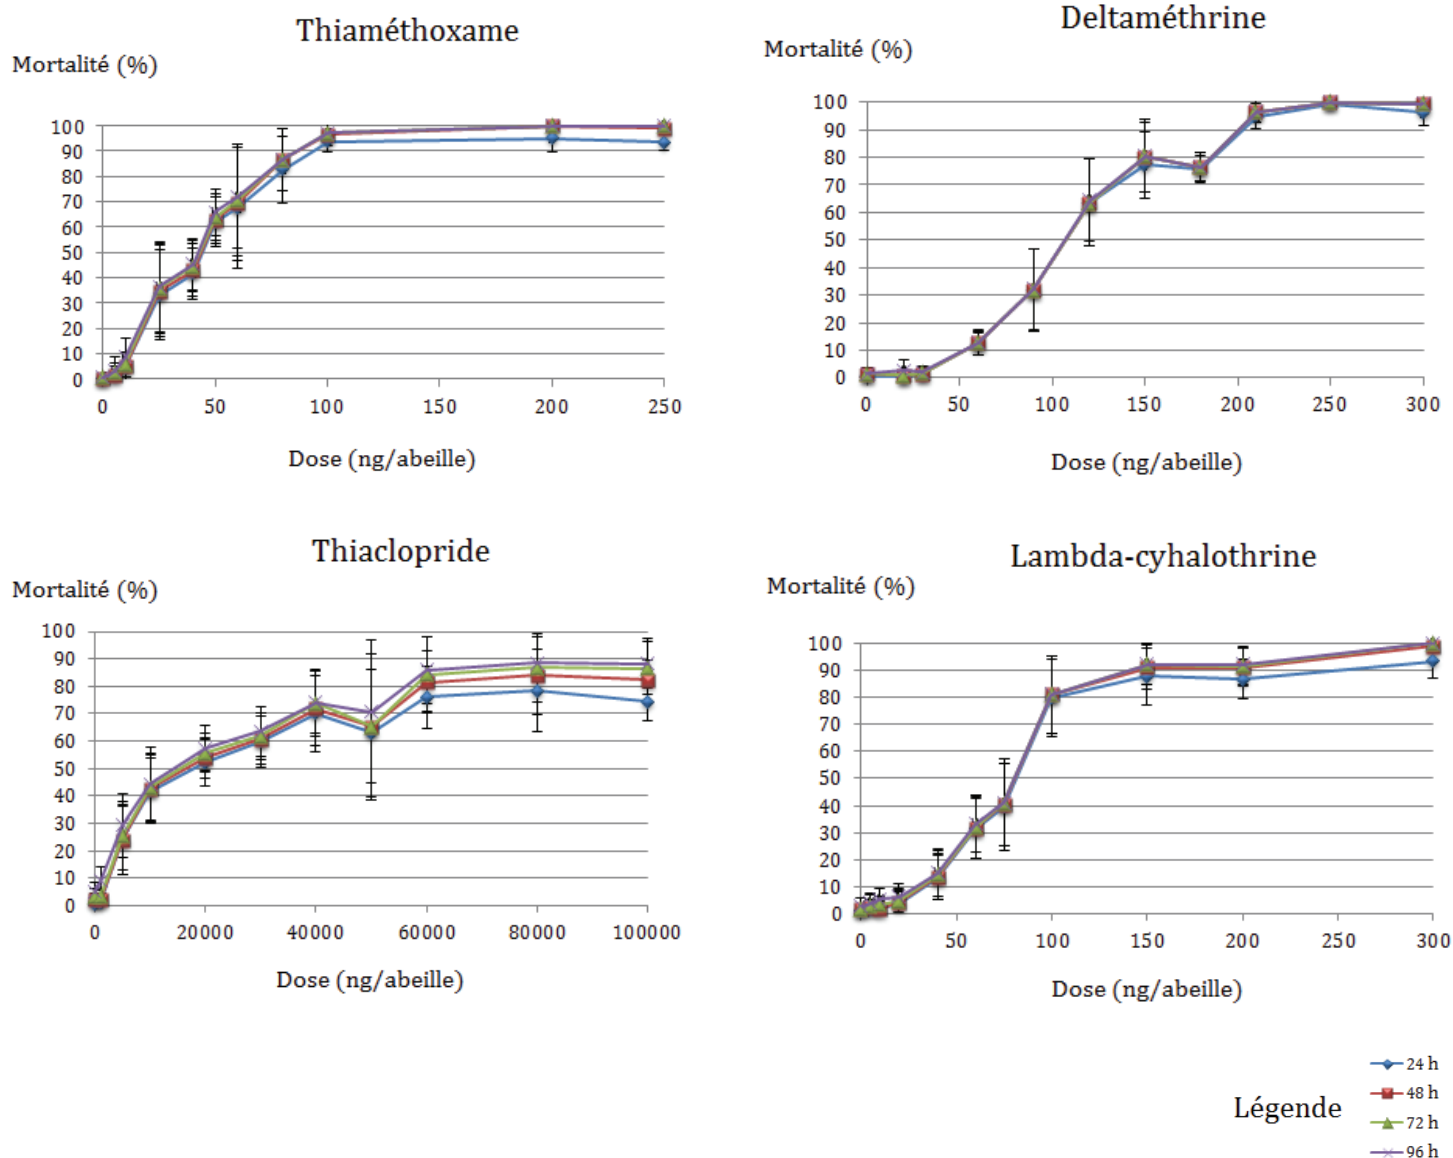 Thiaméthoxame
Mortalité (%)
100
90
80
70
60
50
40
30
20
10
0
0 50 100 150 200 250
Dose (ng/abeille)
Deltaméthrine
Mortalité (%)
100
90
80
70
60
50
40
30
20
10
0
0 50 100 150 200 250 300
Dose (ng/abeille)
Thiaclopride
Mortalité (%)
100
90
80
70
60
50
40
30
20
10
0
0 20000 40000 60000 80000 100000
Dose (ng/abeille)
Lambda-cyhalothrine
Mortalité (%)
100
90
80
70
60
50
40
30
20
10
0
0 50 100 150 200 250 300
Dose (ng/abeille)
Légende
24 h
48 h
72 h
96 h